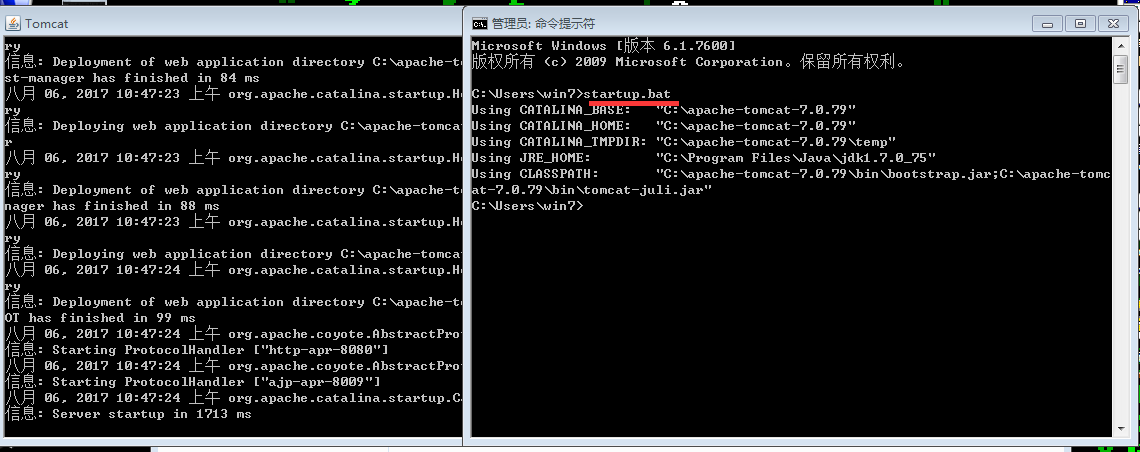 Tomcat
ry
信息: Deployment of web application directory C:\apache-to
st-manager has finished in 84 ms
八月 06, 2017 10:47:23 上午 org.apache.catalina.startup.Ho
ry
信息: Deploying web application directory C:\apache-tomcat
r
八月 06, 2017 10:47:23 上午 org.apache.catalina.startup.Ho
ry
信息: Deployment of web application directory C:\apache-to
nager has finished in 88 ms
八月 06, 2017 10:47:23 上午 org.apache.catalina.startup.Ho
ry
信息: Deploying web application directory C:\apache-tomcat
八月 06, 2017 10:47:24 上午 org.apache.catalina.startup.Ho
ry
信息: Deployment of web application directory C:\apache-to
OT has finished in 99 ms
八月 06, 2017 10:47:24 上午 org.apache.coyote.AbstractPro
信息: Starting ProtocolHandler ["http-apr-8080"]
八月 06, 2017 10:47:24 上午 org.apache.coyote.AbstractPro
信息: Starting ProtocolHandler ["ajp-apr-8009"]
八月 06, 2017 10:47:24 上午 org.apache.catalina.startup.Ca
信息: Server startup in 1713 ms
管理员: 命令提示符
Microsoft Windows [版本 6.1.7600]
版权所有 (c) 2009 Microsoft Corporation。保留所有权利。
C:\Users\win7>startup.bat
Using CATALINA_BASE:   "C:\apache-tomcat-7.0.79"
Using CATALINA_HOME:   "C:\apache-tomcat-7.0.79"
Using CATALINA_TMPDIR: "C:\apache-tomcat-7.0.79\temp"
Using JRE_HOME:        "C:\Program Files\Java\jdk1.7.0_75"
Using CLASSPATH:       "C:\apache-tomcat-7.0.79\bin\bootstrap.jar;C:\apache-tomc
at-7.0.79\bin\tomcat-juli.jar"
C:\Users\win7>